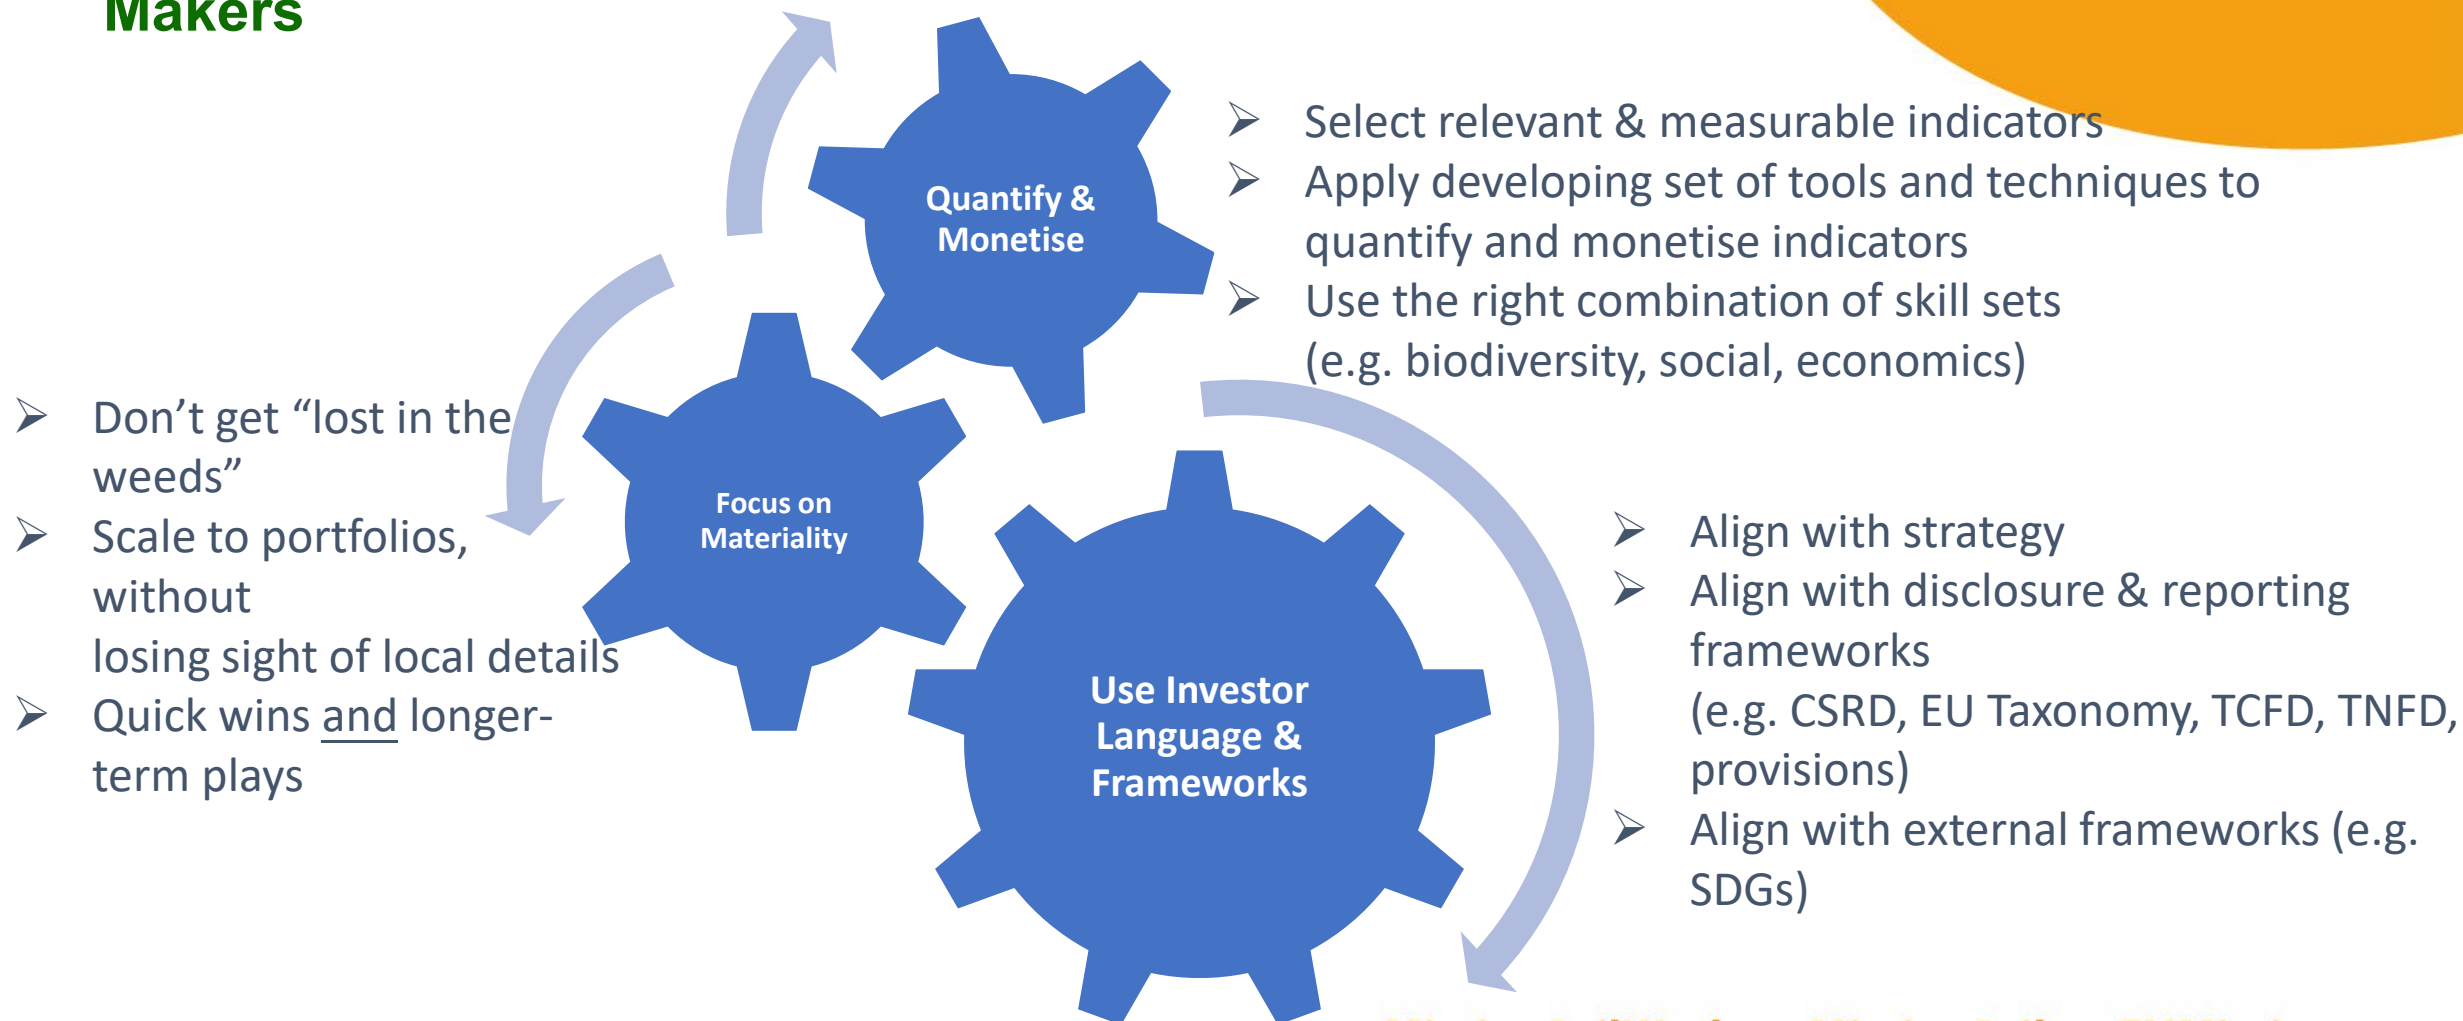 Makers
Quantify &
Monetise
➢ Select relevant & measurable indicators
➢ Apply developing set of tools and techniques to
quantify and monetise indicators
➢ Use the right combination of skill sets
(e.g. biodiversity, social, economics)
➢ Don’t get “lost in the
weeds”
➢ Scale to portfolios,
without
losing sight of local details
➢ Quick wins and longer-
term plays
Focus on
Materiality
Use Investor
Language &
Frameworks
➢ Align with strategy
➢ Align with disclosure & reporting
frameworks
(e.g. CSRD, EU Taxonomy, TCFD, TNFD,
provisions)
➢ Align with external frameworks (e.g.
SDGs)